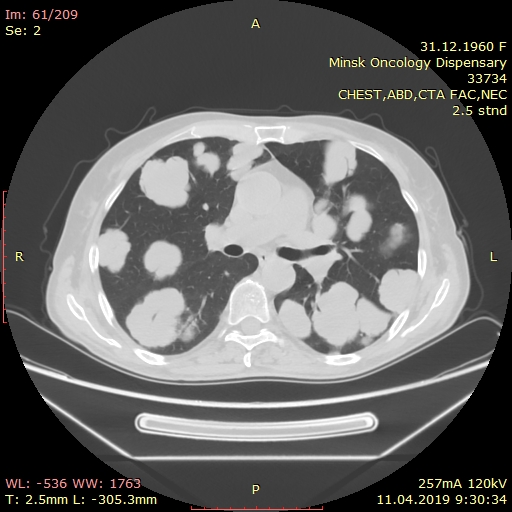 Im: 61/209
Se: 2
A
31.12.1960 F
Minsk Oncology Dispensary
33734
CHEST,ABD,CTA FAC,NEC
2.5 stnd
R
L
WL: -536 WW: 1763
T: 2.5mm L: -305.3mm
P
257mA 120kV
11.04.2019 9:30:34